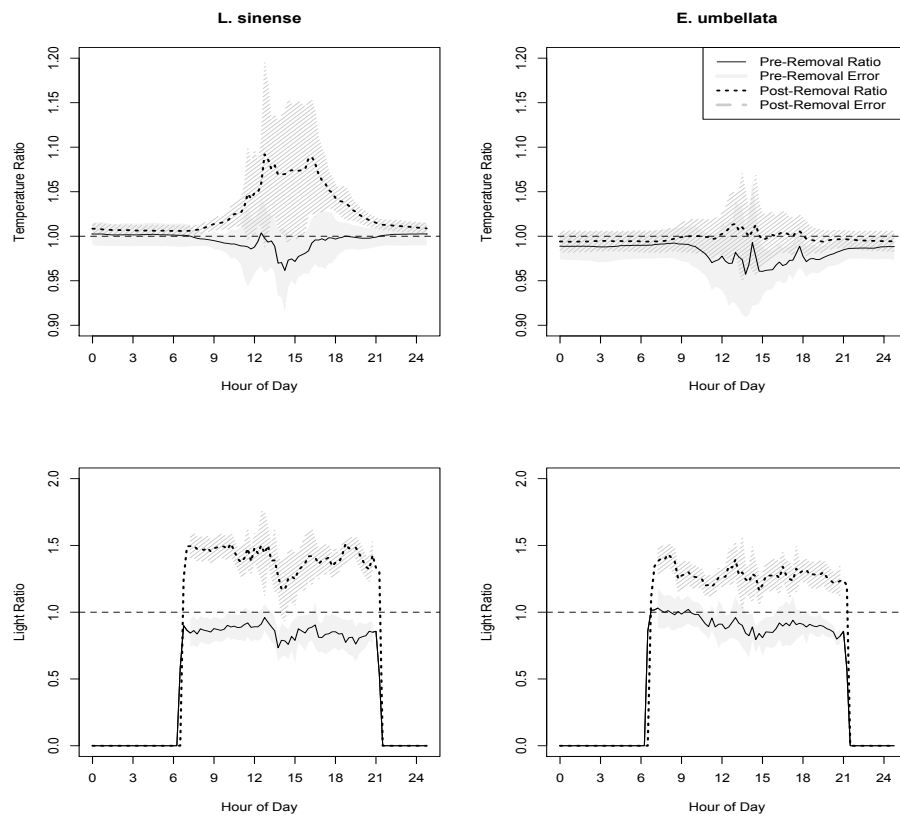 L. sinense
E. umbellata
Temperature Ratio
0.90 0.95 1.00 1.05 1.10 1.15 1.20
0 3 6 9 12 15 18 21 24
Hour of Day
Temperature Ratio
0.90 0.95 1.00 1.05 1.10 1.15 1.20
Pre-Removal Ratio
Pre-Removal Error
Post-Removal Ratio
Post-Removal Error
0 3 6 9 12 15 18 21 24
Hour of Day
Light Ratio
0.0 0.5 1.0 1.5 2.0
0 3 6 9 12 15 18 21 24
Hour of Day
Light Ratio
0.0 0.5 1.0 1.5 2.0
0 3 6 9 12 15 18 21 24
Hour of Day